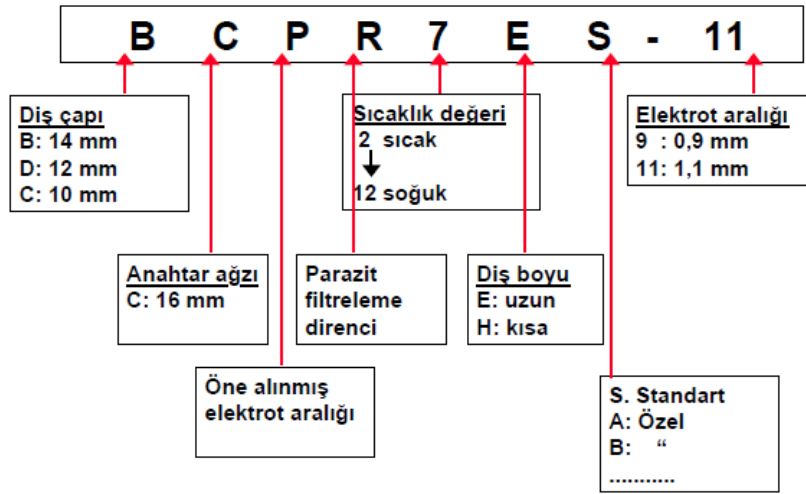 B C P R 7 E S - 11
Diş çapı
B: 14 mm
D: 12 mm
C: 10 mm
Sıcaklık değeri
2 sıcak
12 soğuk
Elektrot aralığı
9 : 0,9 mm
11: 1,1 mm
Anahtar ağzı
C: 16 mm
Parazit
filtreleme
direnci
Diş boyu
E: uzun
H: kısa
Öne alınmış
elektrot aralığı
S. Standart
A: Özel
B: “
...........